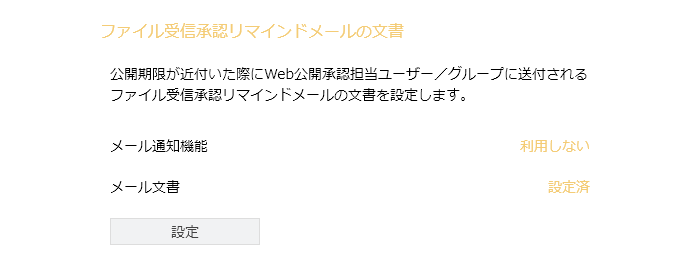 ファイル受信承認リマインドメールの文書
公開期限が近付いた際にWeb公開承認担当ユーザー／グループに送付される
ファイル受信承認リマインドメールの文書を設定します。
メール通知機能 利用しない
メール文書 設定済
設定